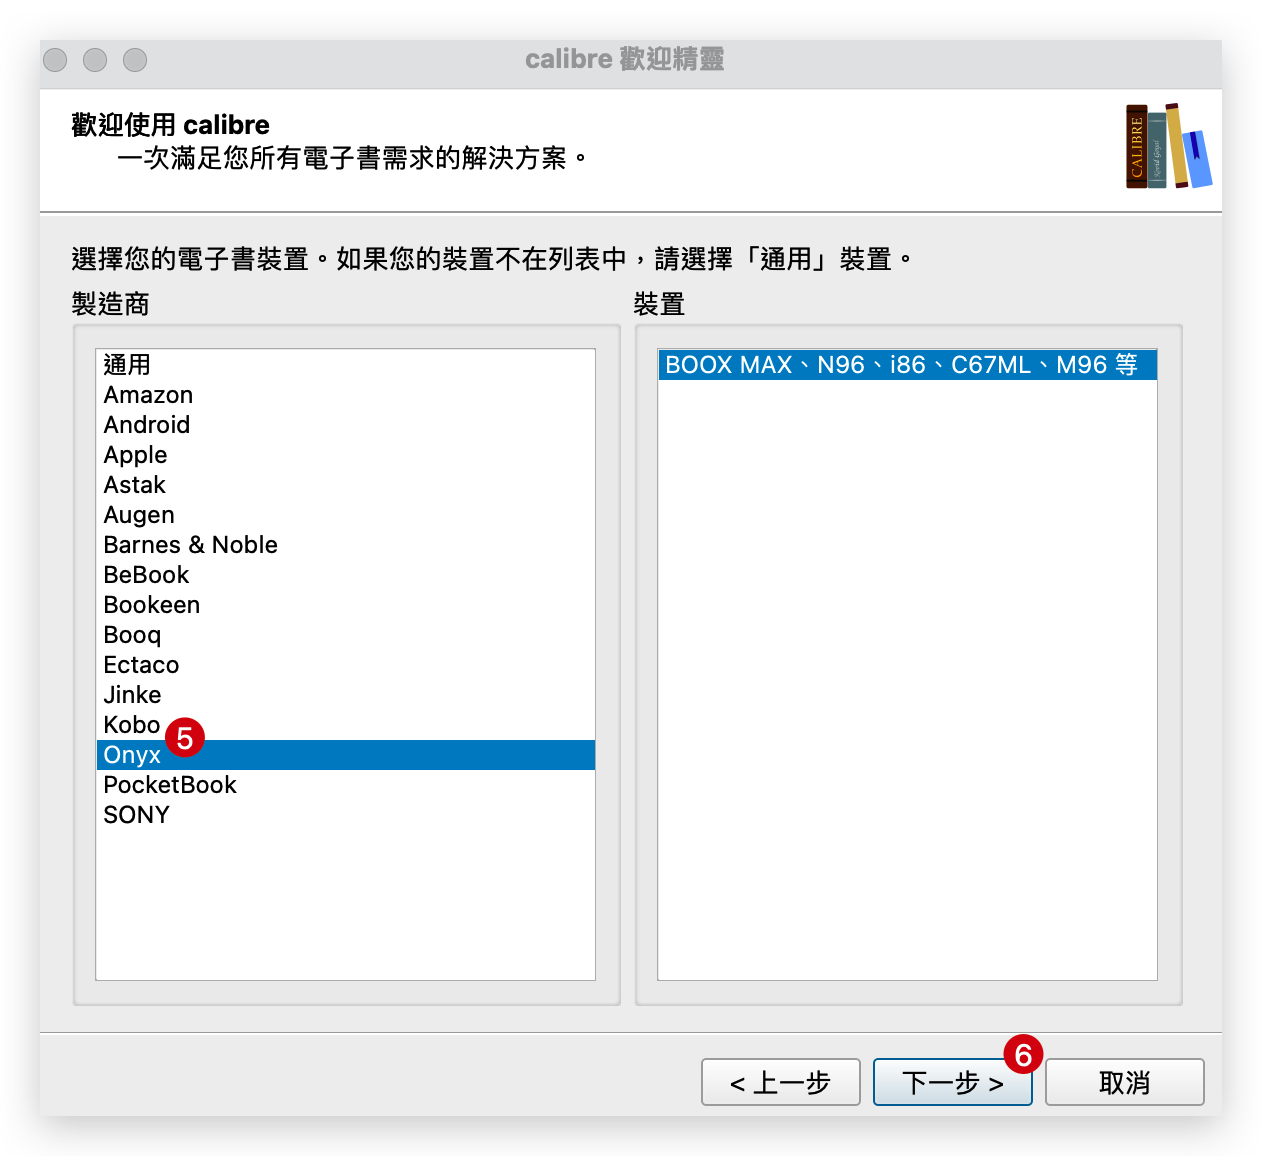 calibre 歡迎精靈
歡迎使用 calibre
一次滿足您所有電子書需求的解決方案。
CALIBRE
Kovid Goyal
選擇您的電子書裝置。如果您的裝置不在列表中，請選擇「通用」裝置。
製造商
裝置
通用
Amazon
Android
Apple
Astak
Augen
Barnes & Noble
BeBook
Bookeen
Booq
Ectaco
Jinke
Kobo
5
Onyx
PocketBook
SONY
BOOX MAX、N96、i86、C67ML、M96 等
6
< 上一步
下一步 >
取消